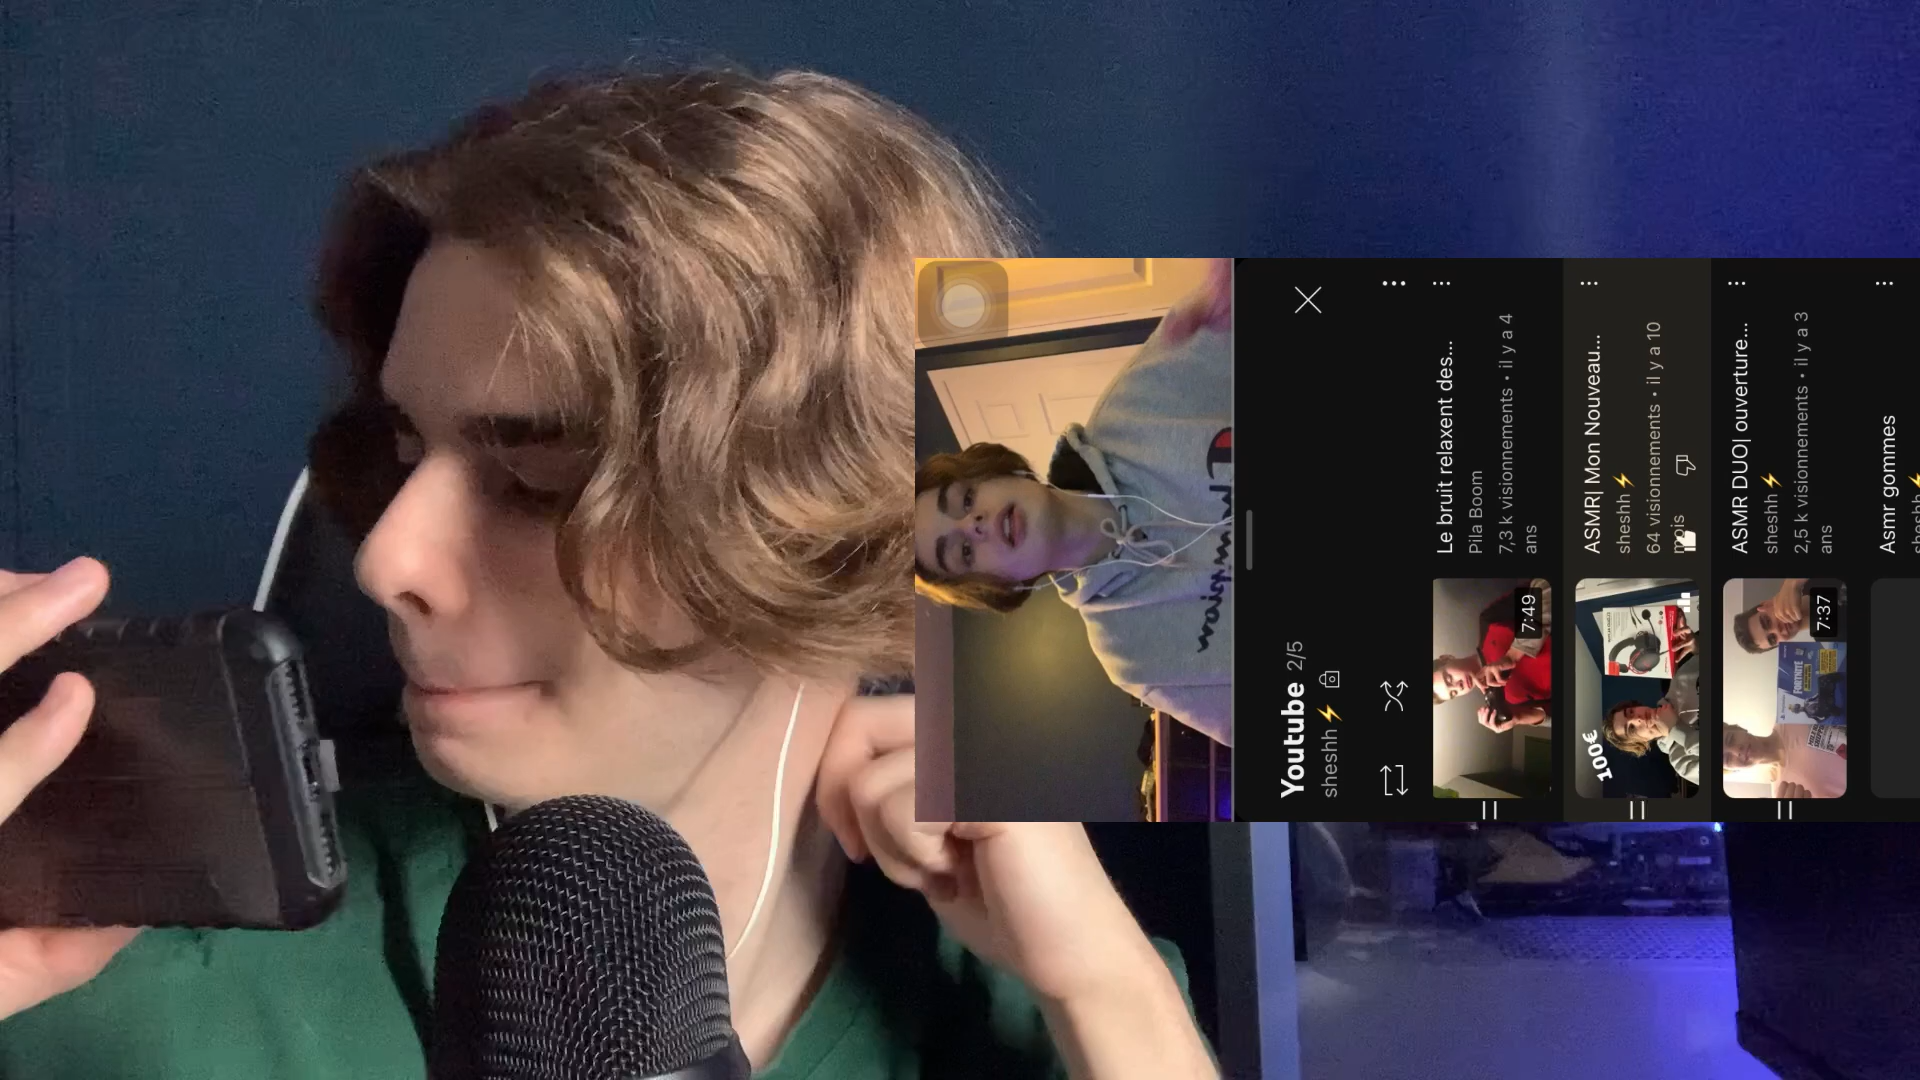 Youtube 2/5
sheshh⚡
Le bruit relaxent des...
Pila Boom
7,3 k visionnements • il y a 4
ans
7:49
ASMR| Mon Nouveau...
sheshh⚡
64 visionnements • il y a 10
mois
100€
ASMR DUO| ouverture...
sheshh⚡
2,5 k visionnements • il y a 3
ans
FORTNITE
7:37
Asmr gommes
sheshh⚡
Champion